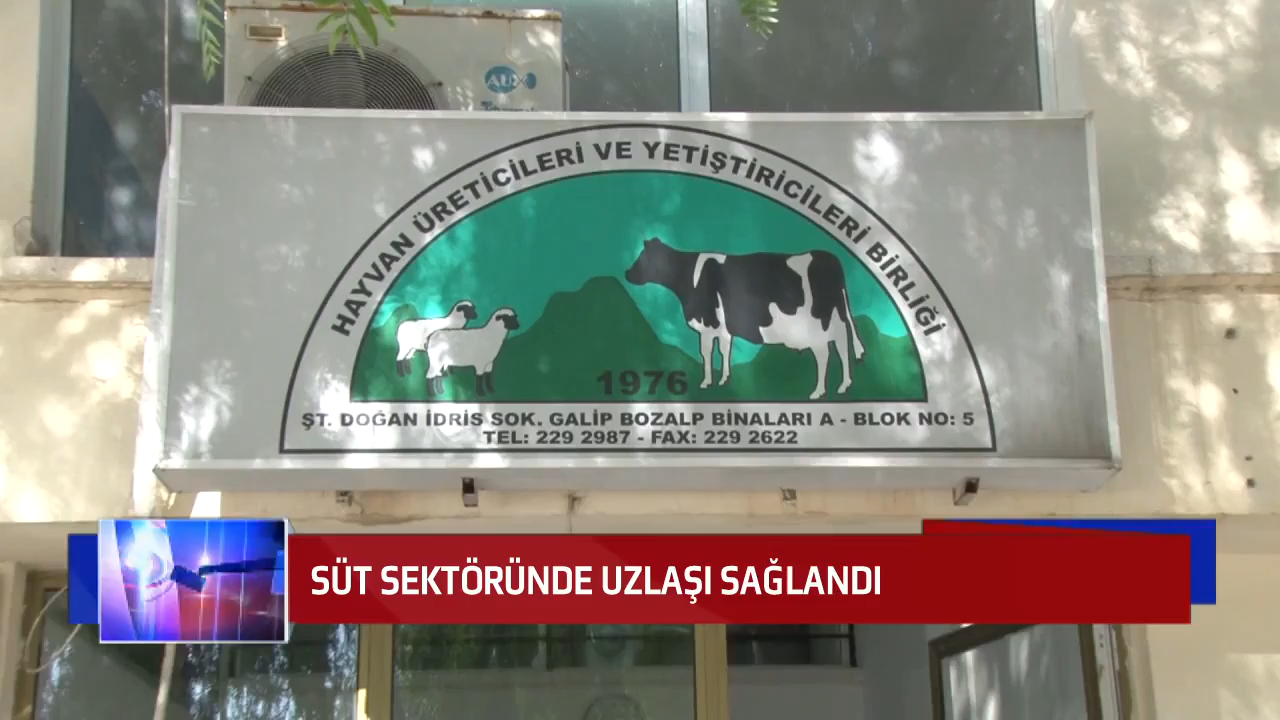 AUX
HAYVAN ÜRETİCİLERİ VE YETİŞTİRİCİLERİ BİRLİĞİ
1976
ŞT. DOĞAN İDRİS SOK. GALİP BOZALP BİNALARI A - BLOK NO: 5
TEL: 229 2987 - FAX: 229 2622
SÜT SEKTÖRÜNDE UZLAŞI SAĞLANDI